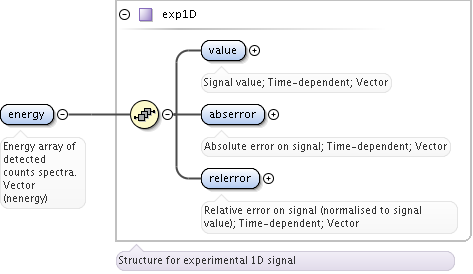 exp1D
value
Signal value; Time-dependent; Vector
energy
Energy array of
detected
counts spectra.
Vector
(nenergy)
abserror
Absolute error on signal; Time-dependent; Vector
relerror
Relative error on signal (normalised to signal
value); Time-dependent; Vector
Structure for experimental 1D signal